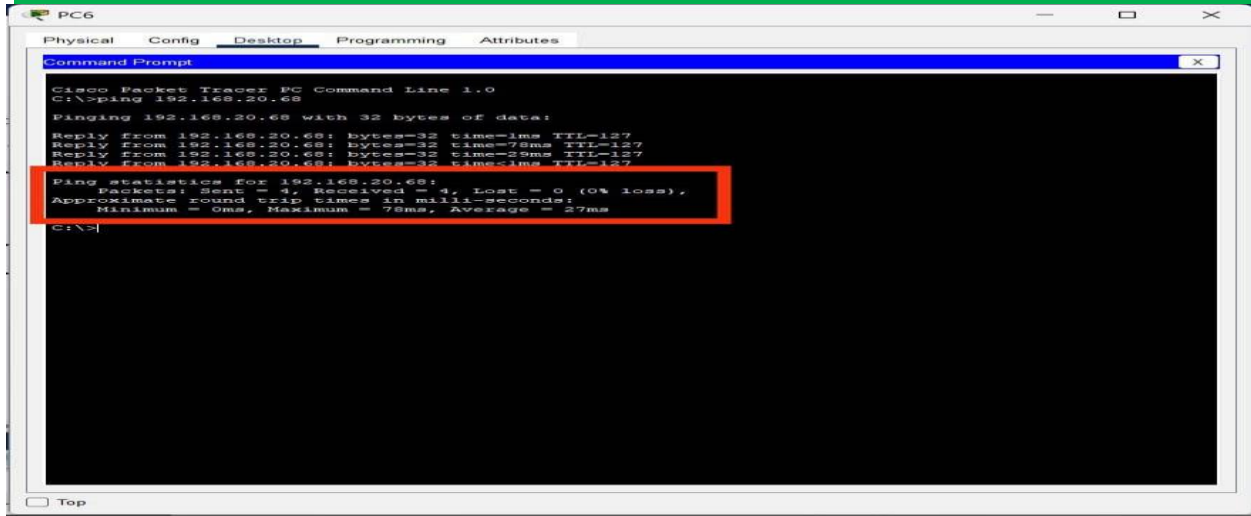 PC6
Physical Config Desktop Programming Attributes
Command Prompt
X
Cisco Packet Tracer PC Command Line 1.0
C:\>ping 192.168.20.68
Pinging 192.168.20.68 with 32 bytes of data:
Reply from 192.168.20.68: bytes=32 time=1ms TTL=127
Reply from 192.168.20.68: bytes=32 time=78ms TTL=127
Reply from 192.168.20.68: bytes=32 time=29ms TTL=127
Reply from 192.168.20.68: bytes=32 time<1ms TTL=127
Ping statistics for 192.168.20.68:
Packets: Sent = 4, Received = 4, Lost = 0 (0% loss),
Approximate round trip times in milli-seconds:
Minimum = 0ms, Maximum = 78ms, Average = 27ms
C:\>
Top